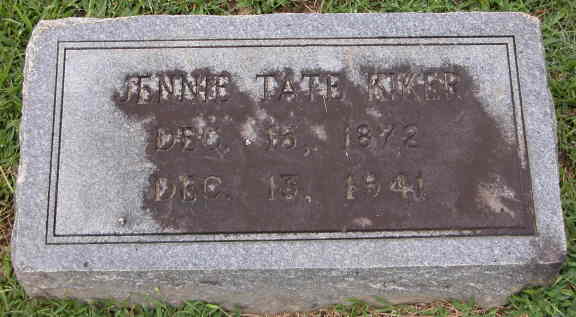 JENNIE TATE KIKER
DEC. 15, 1872
DEC. 13, 1941